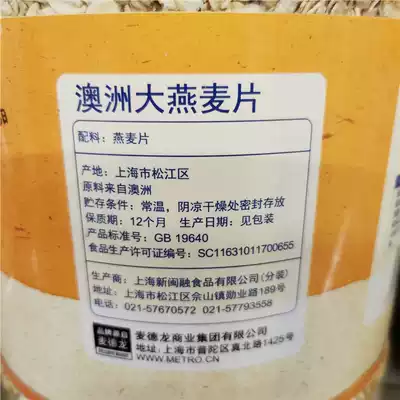 澳洲大燕麦片
配料：燕麦片
产地：上海市松江区
原料来自澳洲
贮存条件：常温，阴凉干燥处密封存放
保质期：12个月 生产日期：见包装
产品标准号：GB 19640
食品生产许可证编号：SC11631011700655
生产商：上海新闽融食品有限公司(分装)
地址：上海市松江区佘山镇勋业路189号
电话：021-57670572 021-57793558
品牌幕后
麦德龙
麦德龙商业集团有限公司
地址：上海市普陀区真北路1425号
WWW.METRO.CN